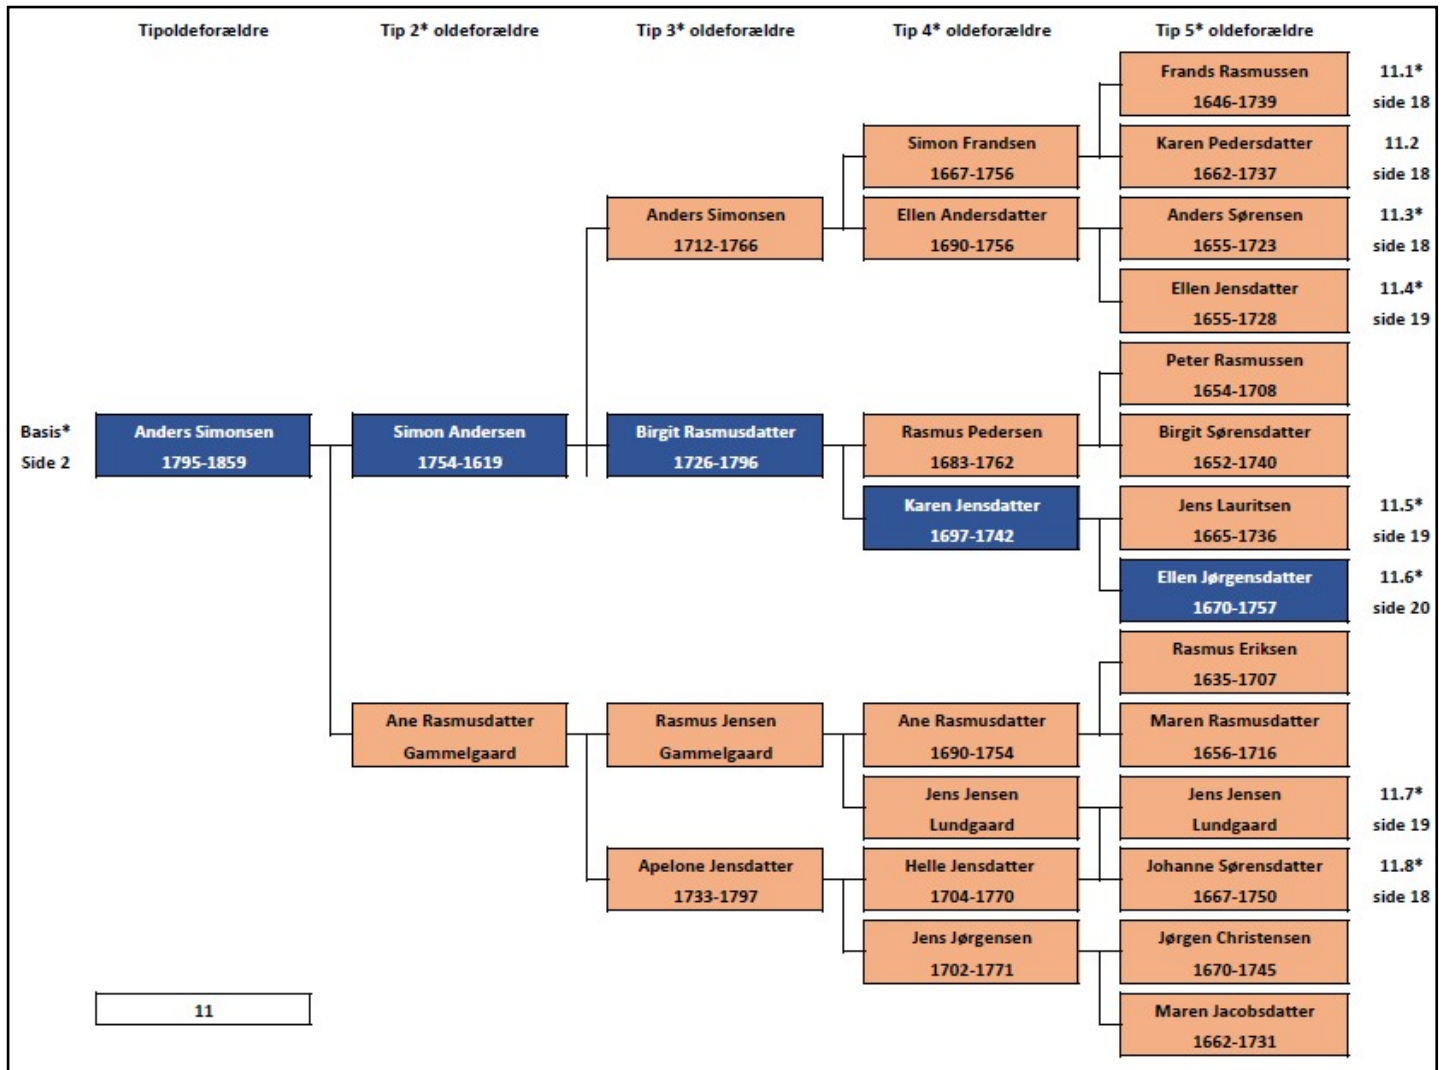 Tipoldeforældre
Tip 2* oldeforældre
Tip 3* oldeforældre
Tip 4* oldeforældre
Tip 5* oldeforældre
Frands Rasmussen
1646-1739
11.1*
side 18
Simon Frandsen
1667-1756
Karen Pedersdatter
1662-1737
11.2
side 18
Anders Simonsen
1712-1766
Ellen Andersdatter
1690-1756
Anders Sørensen
1655-1723
11.3*
side 18
Ellen Jensdatter
1655-1728
11.4*
side 19
Peter Rasmussen
1654-1708
Basis*
Side 2
Anders Simonsen
1795-1859
Simon Andersen
1754-1619
Birgit Rasmusdatter
1726-1796
Rasmus Pedersen
1683-1762
Birgit Sørensdatter
1652-1740
Karen Jensdatter
1697-1742
Jens Lauritsen
1665-1736
11.5*
side 19
Ellen Jørgensdatter
1670-1757
11.6*
side 20
Rasmus Eriksen
1635-1707
Ane Rasmusdatter
Gammelgaard
Rasmus Jensen
Gammelgaard
Ane Rasmusdatter
1690-1754
Maren Rasmusdatter
1656-1716
Jens Jensen
Lundgaard
Jens Jensen
Lundgaard
11.7*
side 19
Apelone Jensdatter
1733-1797
Helle Jensdatter
1704-1770
Johanne Sørensdatter
1667-1750
11.8*
side 18
Jens Jørgensen
1702-1771
Jørgen Christensen
1670-1745
11
Maren Jacobsdatter
1662-1731